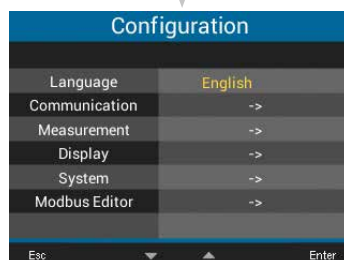 Configuration
Language English
Communication ->
Measurement ->
Display ->
System ->
Modbus Editor ->
Esc Enter